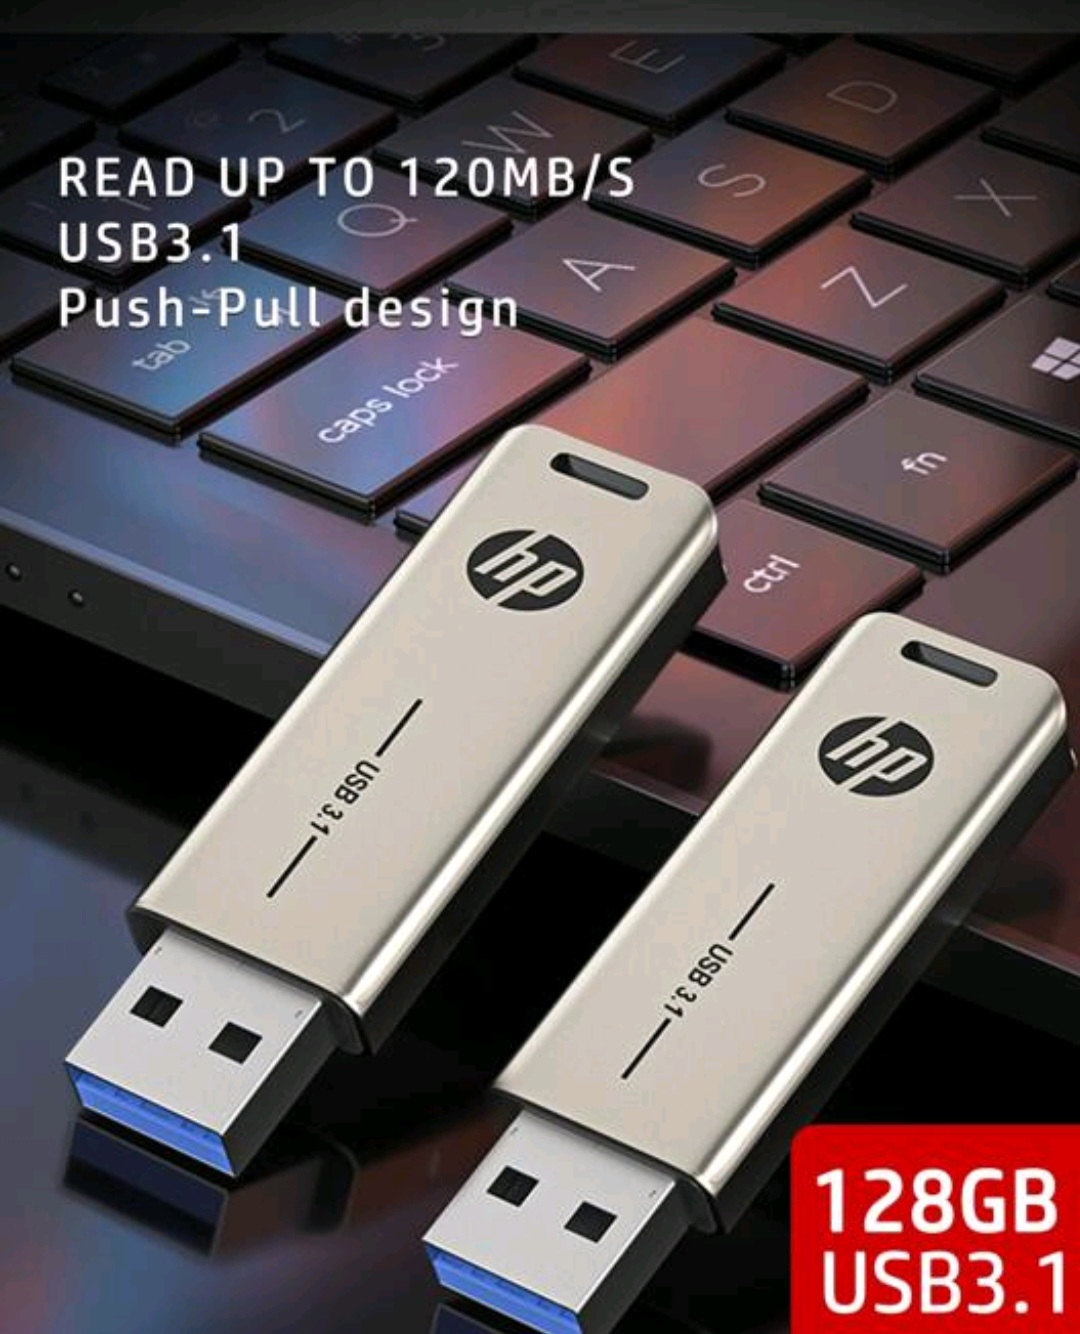 READ UP TO 120MB/S
USB3.1
Push-Pull design
2
W
E
D
Q
S
X
A
Z
tab
caps lock
fn
ctrl
hp
USB 3.1
hp
USB 3.1
128GB
USB3.1